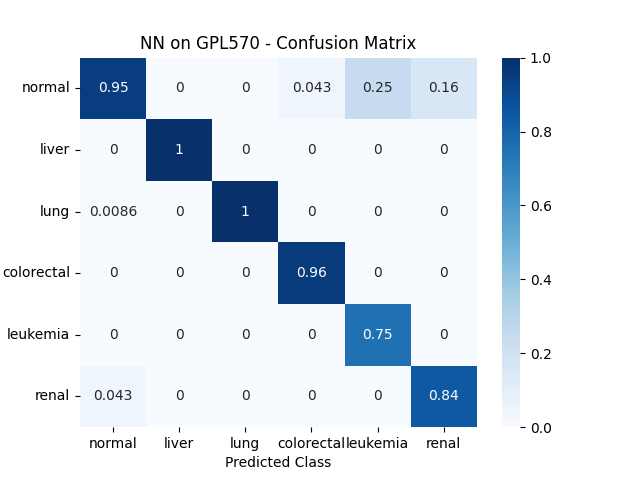 NN on GPL570 - Confusion Matrix
normal 0.95 0 0 0.043 0.25 0.16
liver 0 1 0 0 0 0
lung 0.0086 0 1 0 0 0
colorectal 0 0 0 0.96 0 0
leukemia 0 0 0 0 0.75 0
renal 0.043 0 0 0 0 0.84
normal liver lung colorectal leukemia renal
Predicted Class
1.0
0.8
0.6
0.4
0.2
0.0